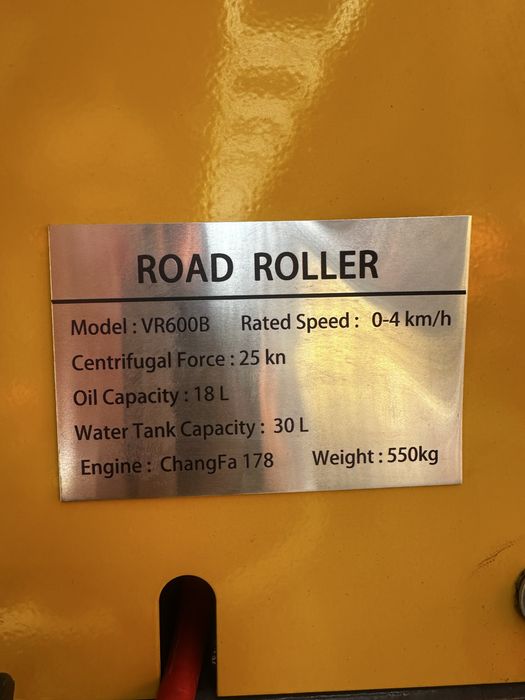 ROAD ROLLER
Model : VR600B Rated Speed : 0-4 km/h
Centrifugal Force : 25 kn
Oil Capacity : 18 L
Water Tank Capacity : 30 L
Engine : ChangFa 178 Weight : 550kg